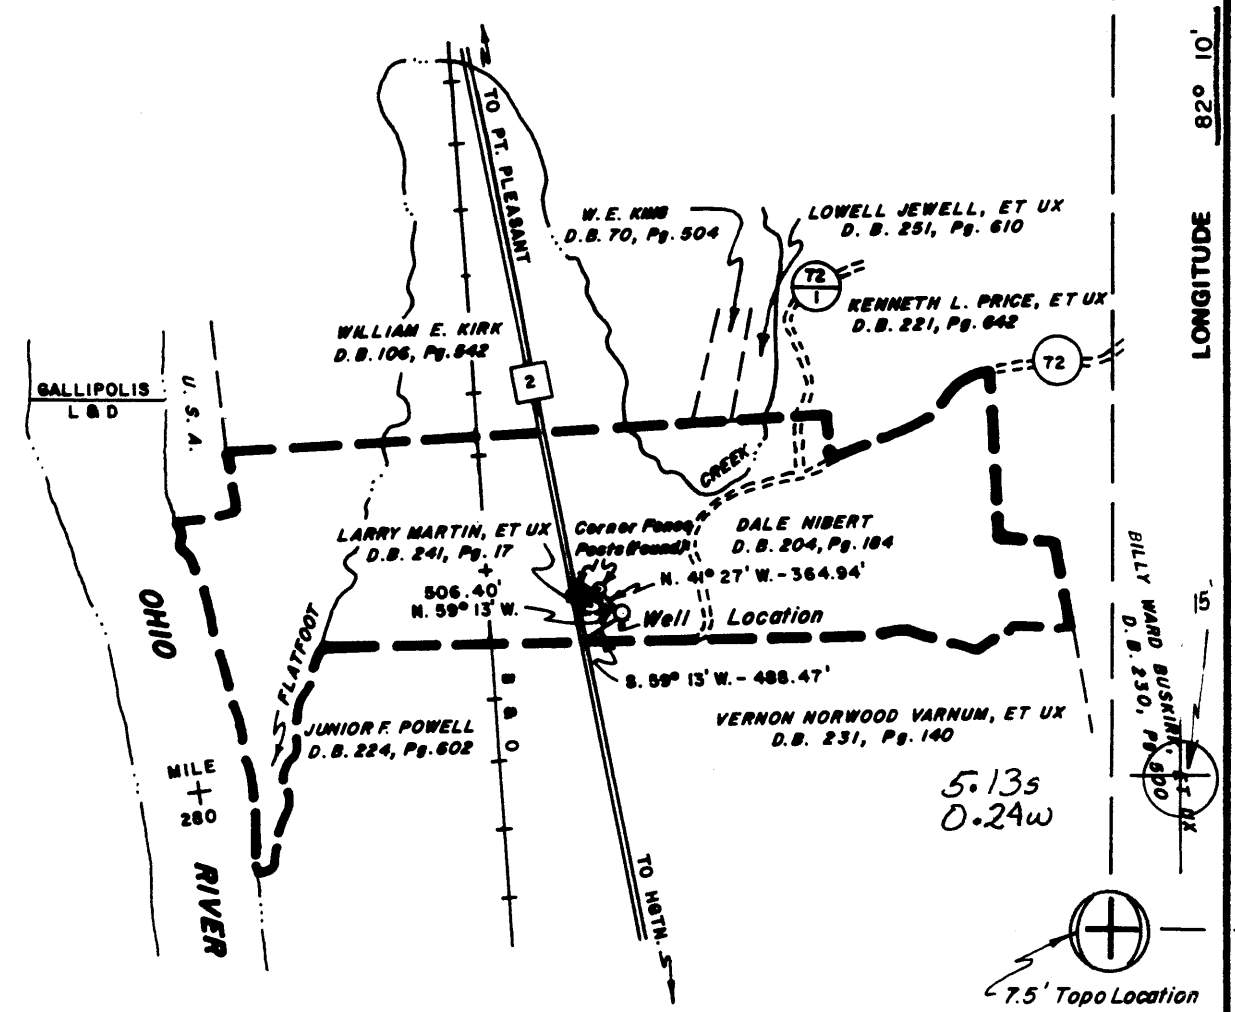 TO PT. PLEASANT
82° 10'
LONGITUDE
W. E. KING
D. B. 70, Pg. 504
LOWELL JEWELL, ET UX
D. B. 251, Pg. 610
72
1
KENNETH L. PRICE, ET UX
D. B. 221, Pg. 642
72
WILLIAM E. KIRK
D. B. 106, Pg. 542
2
GALLIPOLIS
L & D
U. S. A.
CREEK
LARRY MARTIN, ET UX
D. B. 241, Pg. 17
Corner Fence
Posts (Found)
DALE NIBERT
D. B. 204, Pg. 184
506.40'
N. 59° 13' W.
N. 41° 27' W. - 364.94'
Well Location
S. 59° 13' W. - 488.47'
OHIO
FLATFOOT
BILLY WARD BUSKIRK, ET UX
D. B. 230, Pg. 500
15'
B & O
JUNIOR F. POWELL
D. B. 224, Pg. 602
VERNON NORWOOD VARNUM, ET UX
D. B. 231, Pg. 140
MILE
280
5.13s
0.24w
RIVER
TO HGTN.
7.5' Topo Location